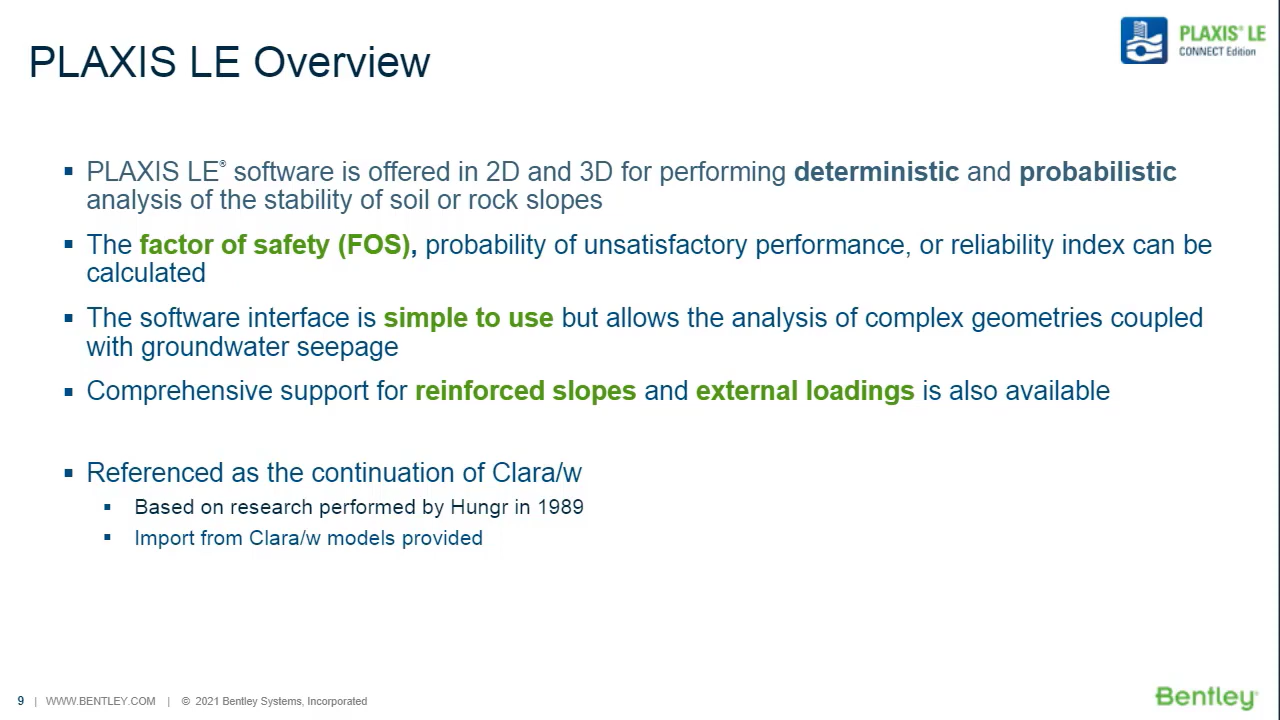 PLAXIS LE Overview
PLAXIS® LE
CONNECT Edition
▪ PLAXIS LE® software is offered in 2D and 3D for performing deterministic and probabilistic
analysis of the stability of soil or rock slopes
▪ The factor of safety (FOS), probability of unsatisfactory performance, or reliability index can be
calculated
▪ The software interface is simple to use but allows the analysis of complex geometries coupled
with groundwater seepage
▪ Comprehensive support for reinforced slopes and external loadings is also available
▪ Referenced as the continuation of Clara/w
▪ Based on research performed by Hungr in 1989
▪ Import from Clara/w models provided
9 | WWW.BENTLEY.COM | © 2021 Bentley Systems, Incorporated
Bentley®